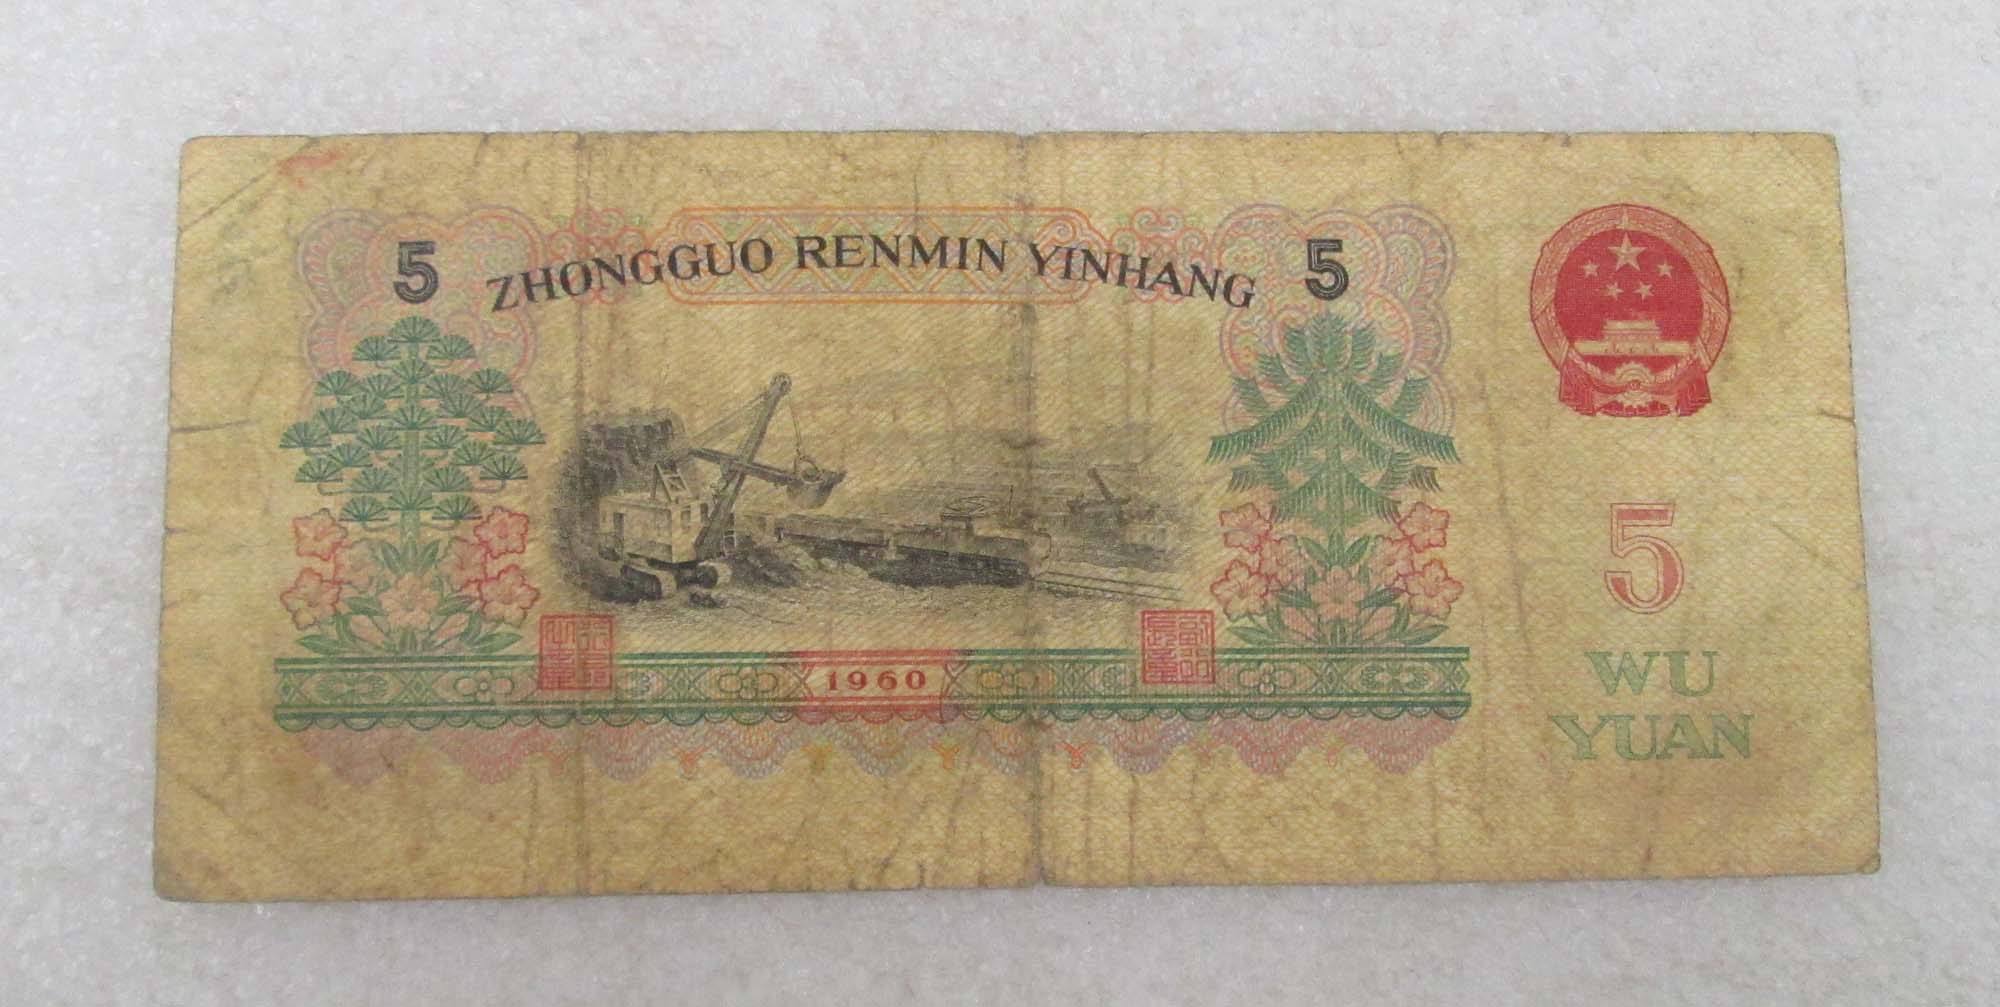 5 ZHONGGUO RENMIN YINHANG 5
1960
5
WU
YUAN